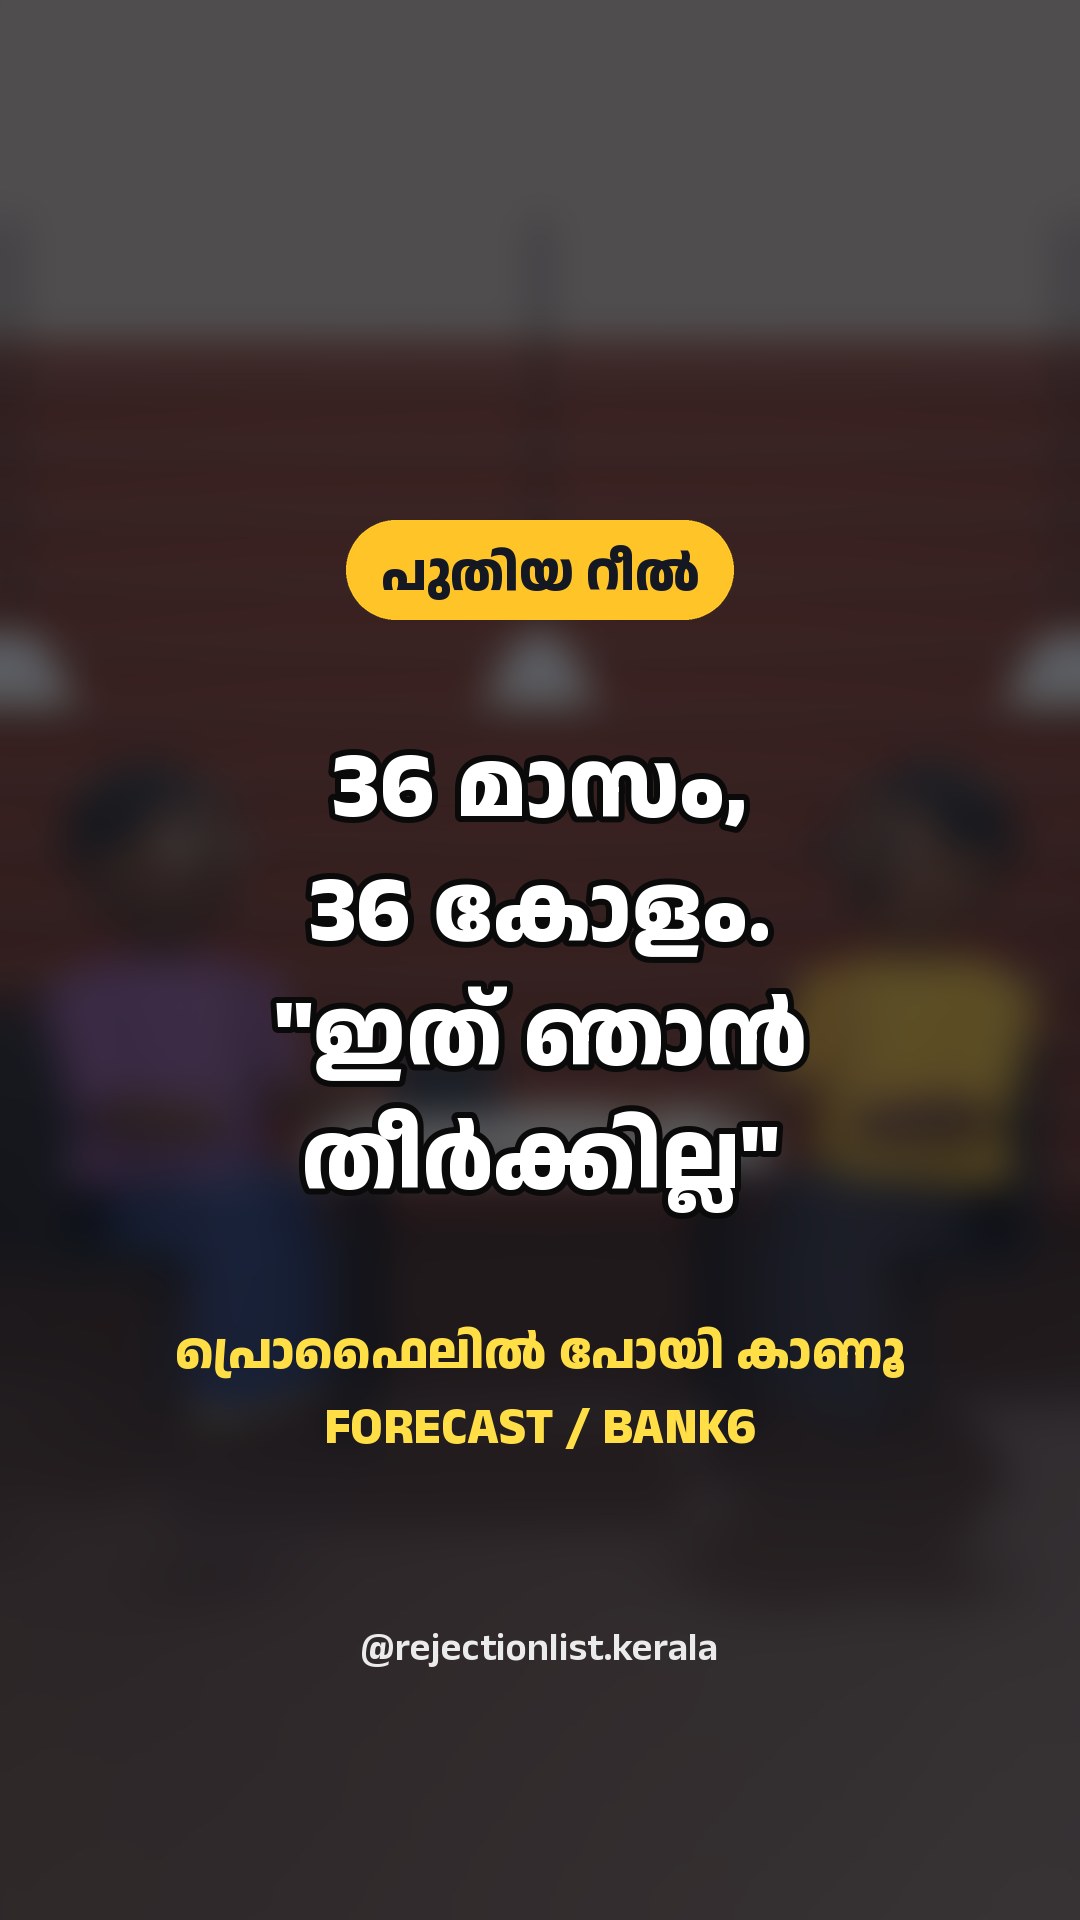 പുതിയ റീൽ
36 മാസം,
36 കോളം.
"ഇത് ഞാൻ
തീർക്കില്ല"
പ്രൊഫൈലിൽ പോയി കാണൂ
FORECAST / BANK6
@rejectionlist.kerala